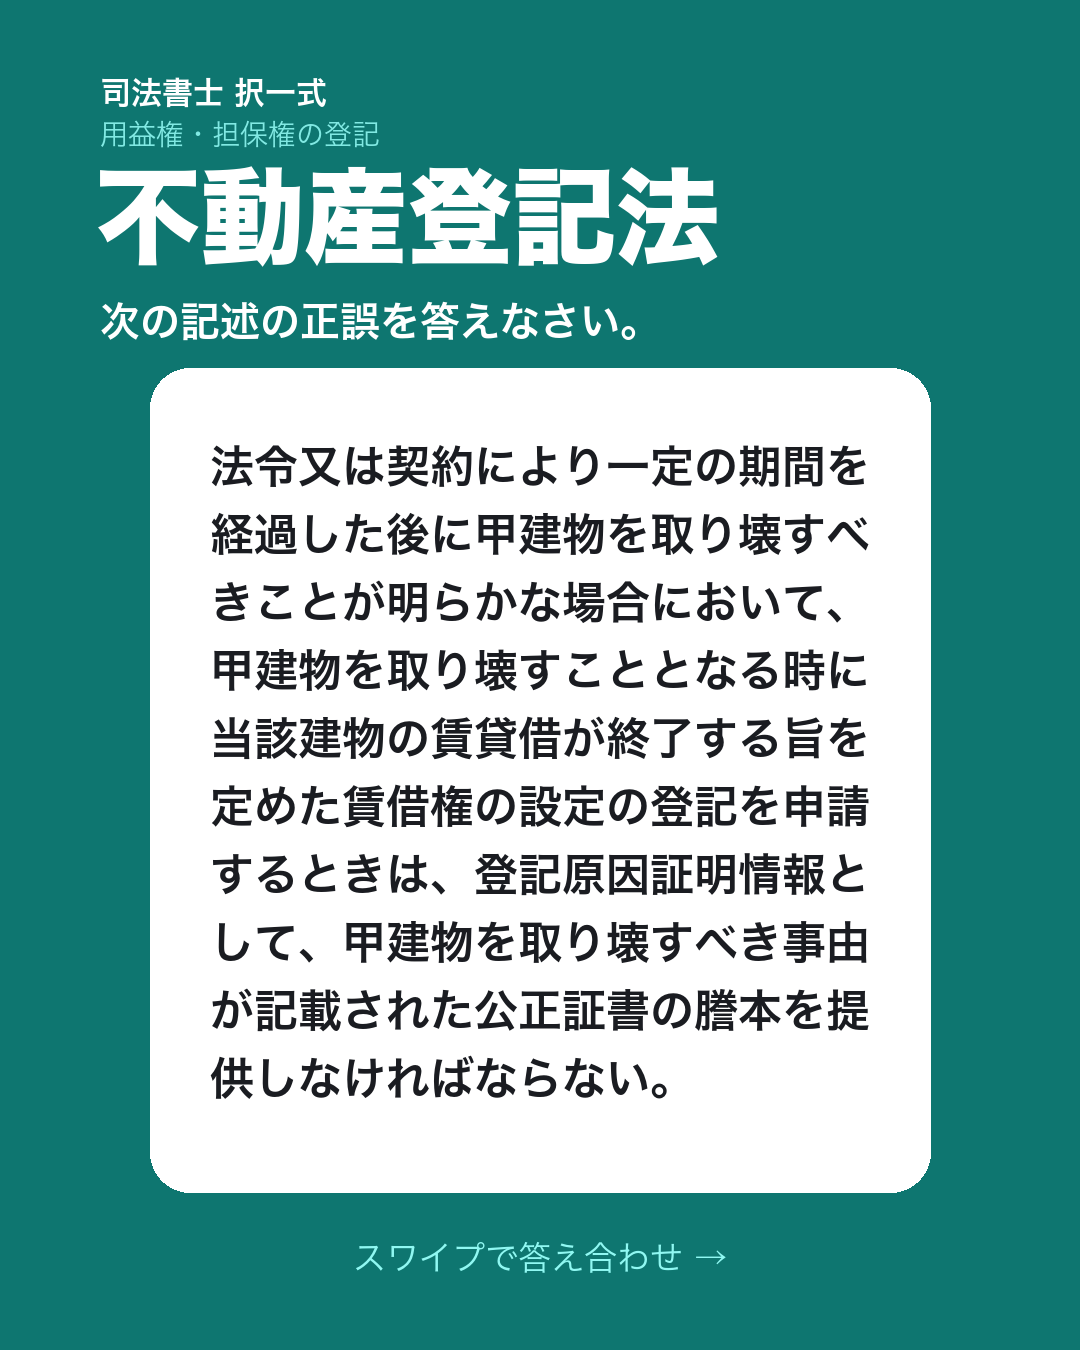 司法書士 択一式
用益権・担保権の登記
不動産登記法
次の記述の正誤を答えなさい。
法令又は契約により一定の期間を
経過した後に甲建物を取り壊すべ
きことが明らかな場合において、
甲建物を取り壊すこととなる時に
当該建物の賃貸借が終了する旨を
定めた賃借権の設定の登記を申請
するときは、登記原因証明情報と
して、甲建物を取り壊すべき事由
が記載された公正証書の謄本を提
供しなければならない。
スワイプで答え合わせ →